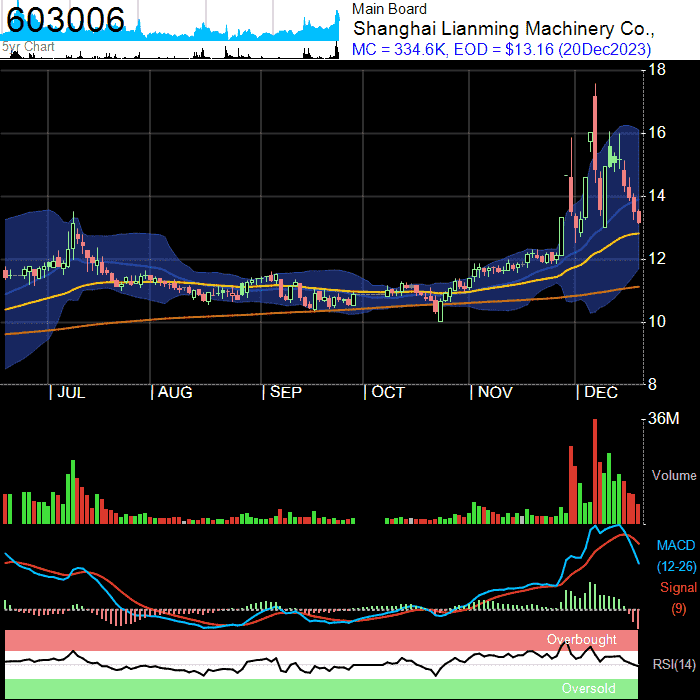 603006
5yr Chart
Main Board
Shanghai Lianming Machinery Co.,
MC = 334.6K, EOD = $13.16 (20Dec2023)
18
16
14
12
10
8
JUL AUG SEP OCT NOV DEC
36M
Volume
MACD
(12-26)
Signal
(9)
Overbought
RSI(14)
Oversold